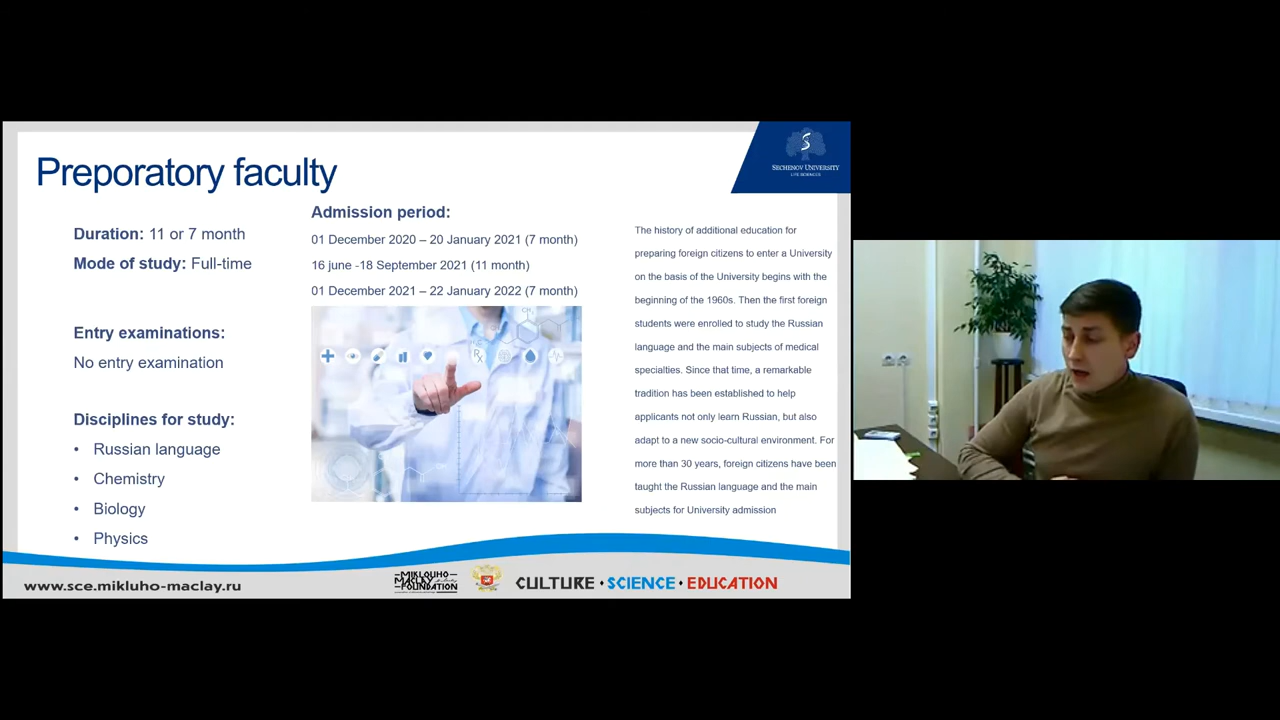 Preporatory faculty
SECHENOV UNIVERSITY
LIFE SCIENCES
Duration: 11 or 7 month
Mode of study: Full-time
Entry examinations:
No entry examination
Disciplines for study:
• Russian language
• Chemistry
• Biology
• Physics
Admission period:
01 December 2020 – 20 January 2021 (7 month)
16 june -18 September 2021 (11 month)
01 December 2021 – 22 January 2022 (7 month)
The history of additional education for
preparing foreign citizens to enter a University
on the basis of the University begins with the
beginning of the 1960s. Then the first foreign
students were enrolled to study the Russian
language and the main subjects of medical
specialties. Since that time, a remarkable
tradition has been established to help
applicants not only learn Russian, but also
adapt to a new socio-cultural environment. For
more than 30 years, foreign citizens have been
taught the Russian language and the main
subjects for University admission
www.sce.mikluho-maclay.ru
MIKLOUHO
MACLAY
FOUNDATION
CULTURE • SCIENCE • EDUCATION